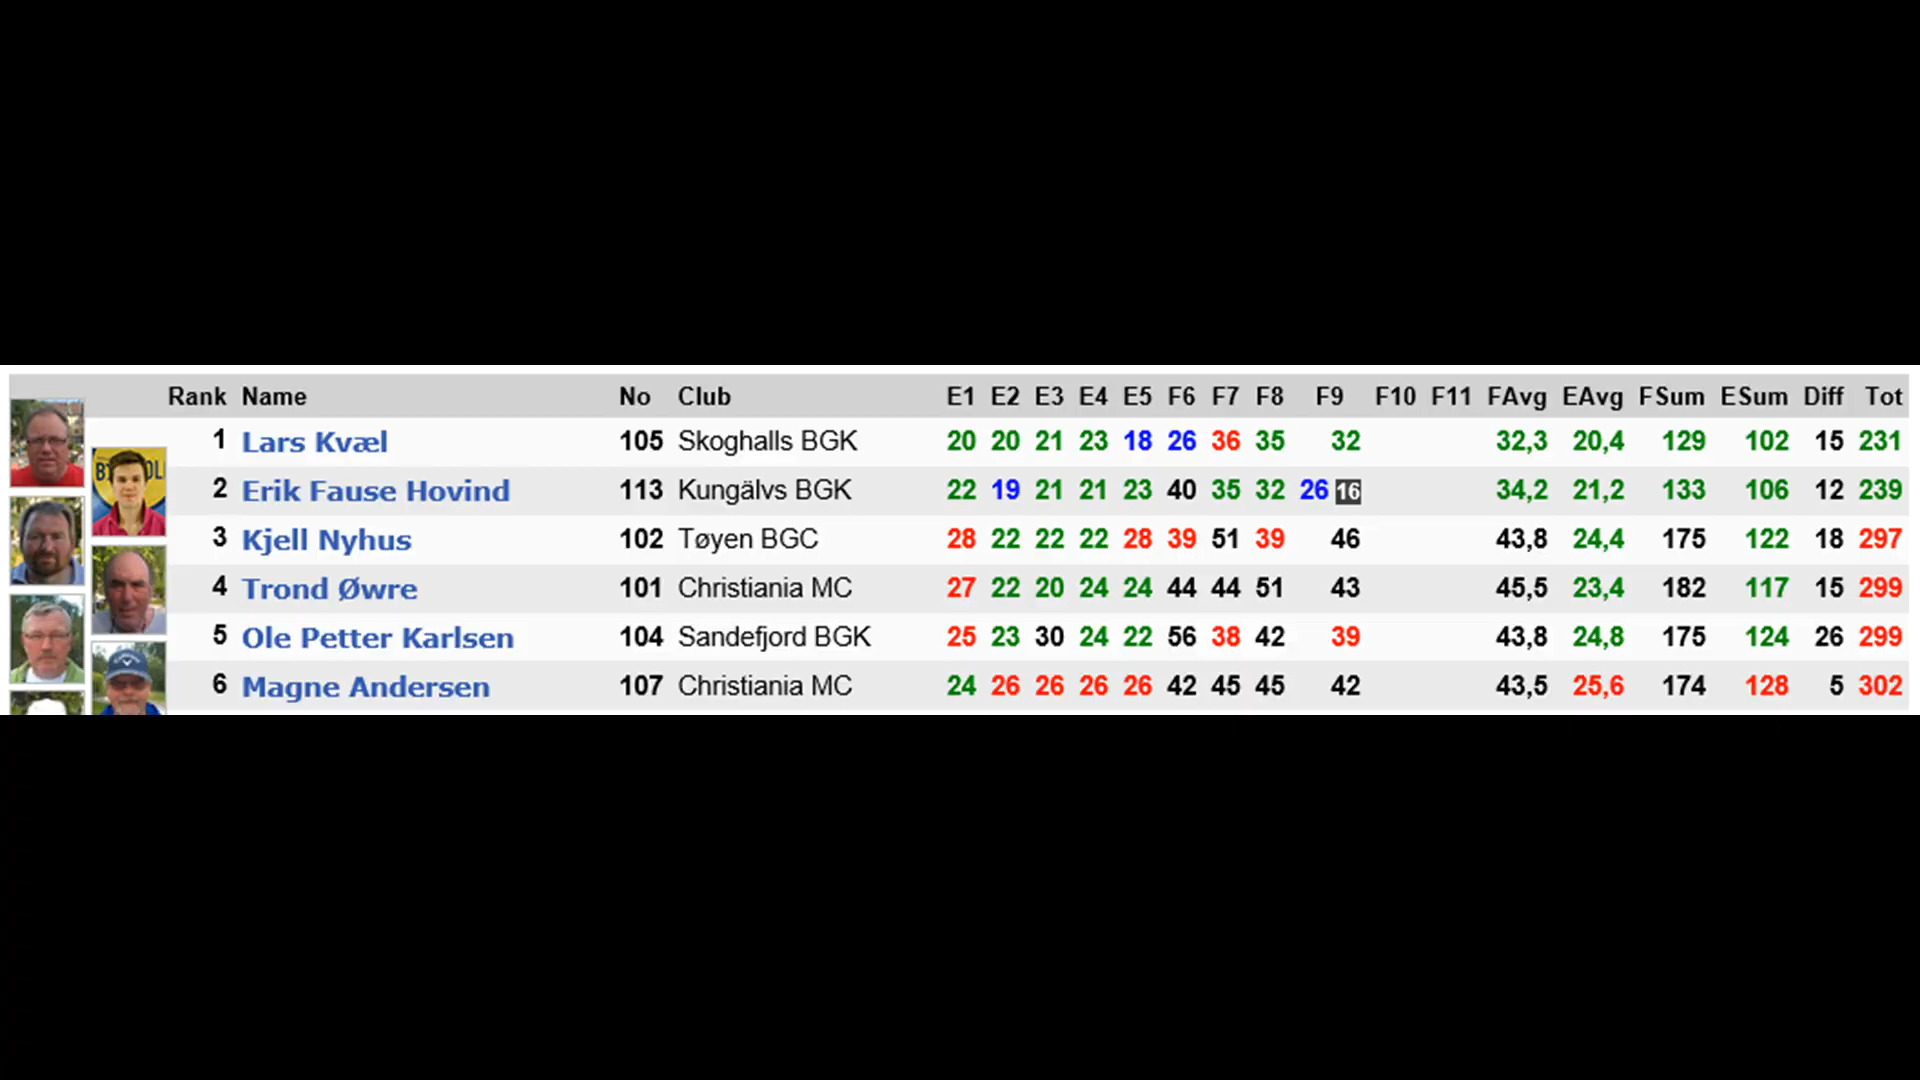 Rank Name No Club E1 E2 E3 E4 E5 F6 F7 F8 F9 F10 F11 FAvg EAvg FSum ESum Diff Tot
1 Lars Kvæl 105 Skoghalls BGK 20 20 21 23 18 26 36 35 32 32,3 20,4 129 102 15 231
2 Erik Fause Hovind 113 Kungälvs BGK 22 19 21 21 23 40 35 32 26 16 34,2 21,2 133 106 12 239
3 Kjell Nyhus 102 Tøyen BGC 28 22 22 22 28 39 51 39 46 43,8 24,4 175 122 18 297
4 Trond Øwre 101 Christiania MC 27 22 20 24 24 44 44 51 43 45,5 23,4 182 117 15 299
5 Ole Petter Karlsen 104 Sandefjord BGK 25 23 30 24 22 56 38 42 39 43,8 24,8 175 124 26 299
6 Magne Andersen 107 Christiania MC 24 26 26 26 26 42 45 45 42 43,5 25,6 174 128 5 302